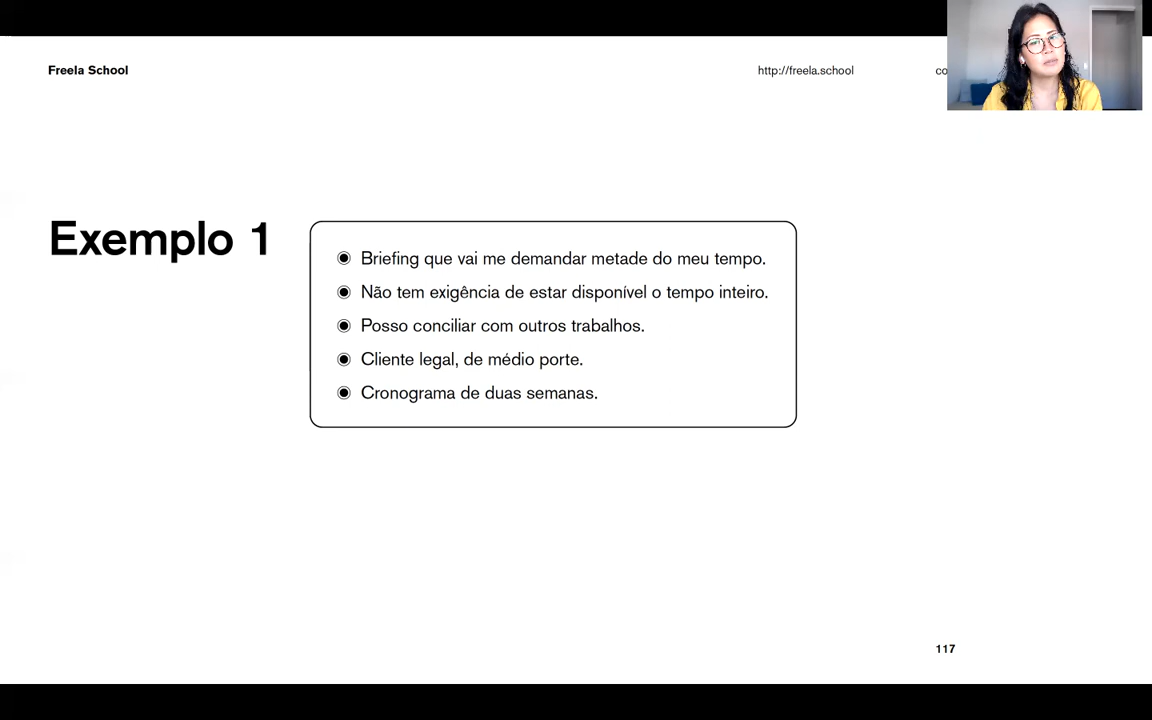 Freela School
http://freela.school
co
Exemplo 1
Briefing que vai me demandar metade do meu tempo.
Não tem exigência de estar disponível o tempo inteiro.
Posso conciliar com outros trabalhos.
Cliente legal, de médio porte.
Cronograma de duas semanas.
117